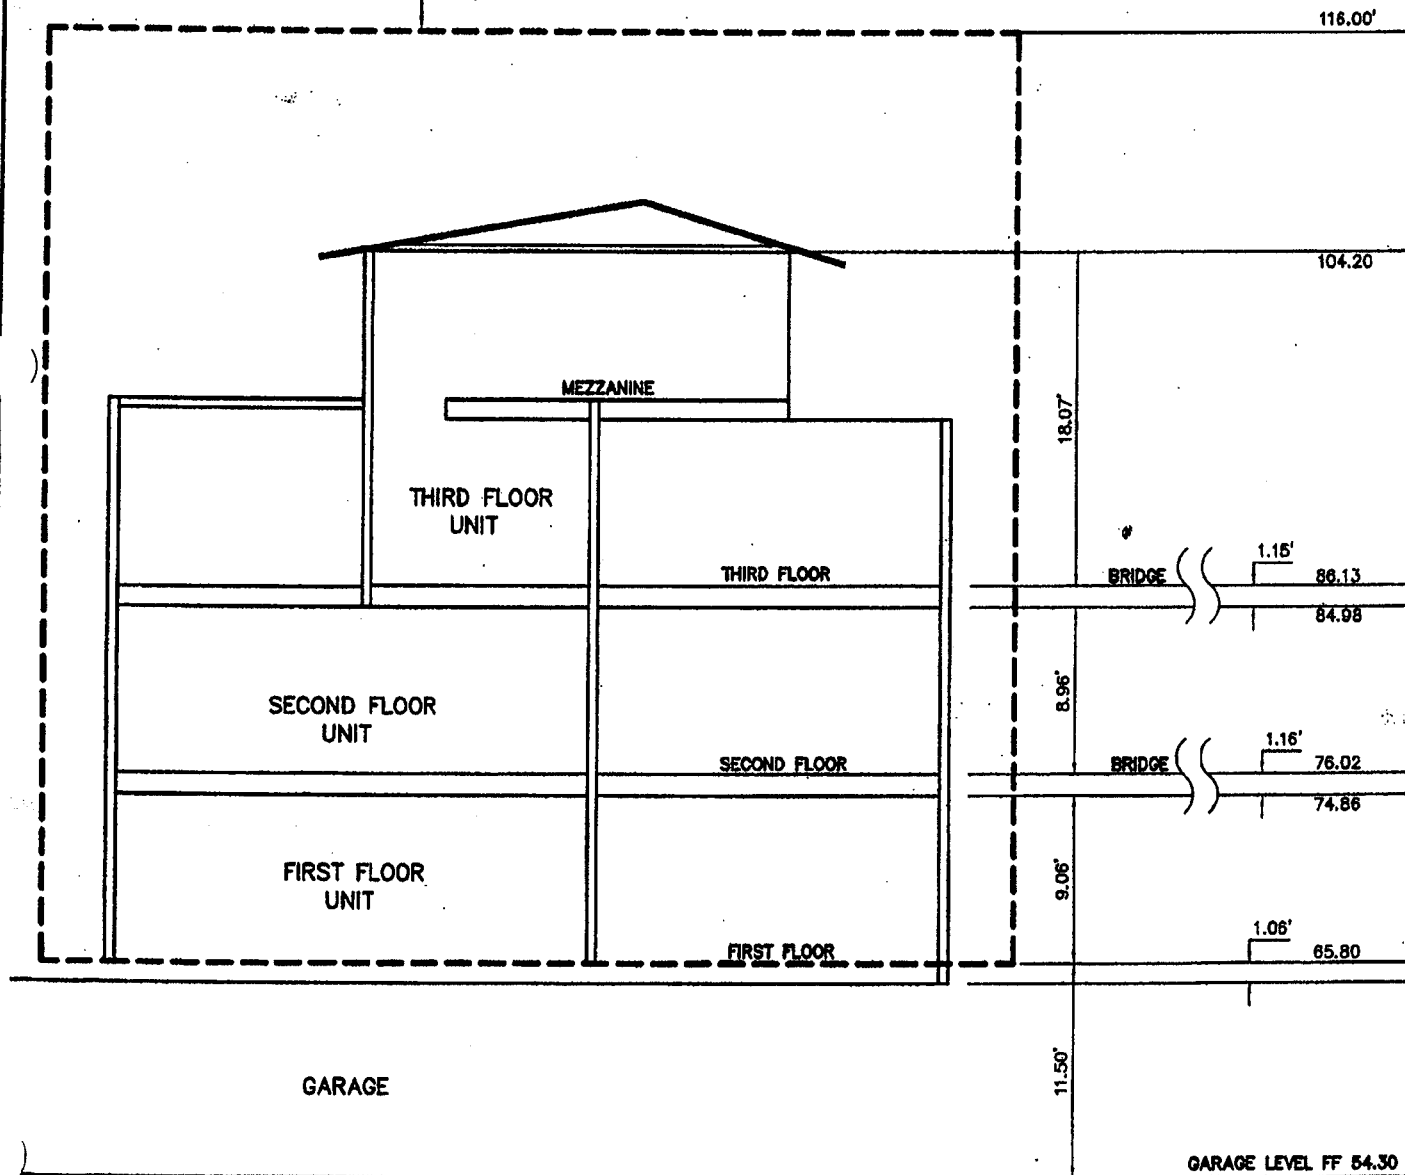 116.00'
104.20
MEZZANINE
18.07'
THIRD FLOOR
UNIT
THIRD FLOOR
BRIDGE
1.15'
86.13
84.98
8.96'
SECOND FLOOR
UNIT
SECOND FLOOR
BRIDGE
1.16'
76.02
74.86
9.06'
FIRST FLOOR
UNIT
FIRST FLOOR
1.06'
65.80
11.50'
GARAGE
GARAGE LEVEL FF 54.30